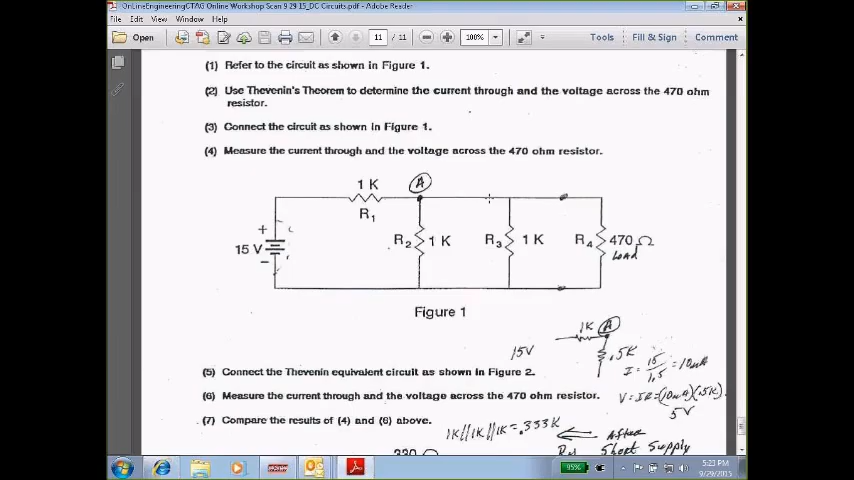 OnLineEngineeringCTAG Online Workshop Scan 9 29 15_DC Circuits.pdf - Adobe Reader
File Edit View Window Help
Open 11 / 11 100% Tools Fill & Sign Comment
(1) Refer to the circuit as shown in Figure 1.
(2) Use Thevenin's Theorem to determine the current through and the voltage across the 470 ohm
resistor.
(3) Connect the circuit as shown in Figure 1.
(4) Measure the current through and the voltage across the 470 ohm resistor.
1 K A
R1
+
15 V R2 1 K R3 1 K R4 470 Ω
− LOAD
Figure 1
1K A
15V .5K I = 15/1.5 = 10mA
(5) Connect the Thevenin equivalent circuit as shown in Figure 2.
(6) Measure the current through and the voltage across the 470 ohm resistor. V = IR = (10mA)(.5K)
5V
(7) Compare the results of (4) and (6) above.
1K//1K//1K = .333K After
Short Supply
330 Ω
95% 5:23 PM
9/29/2015